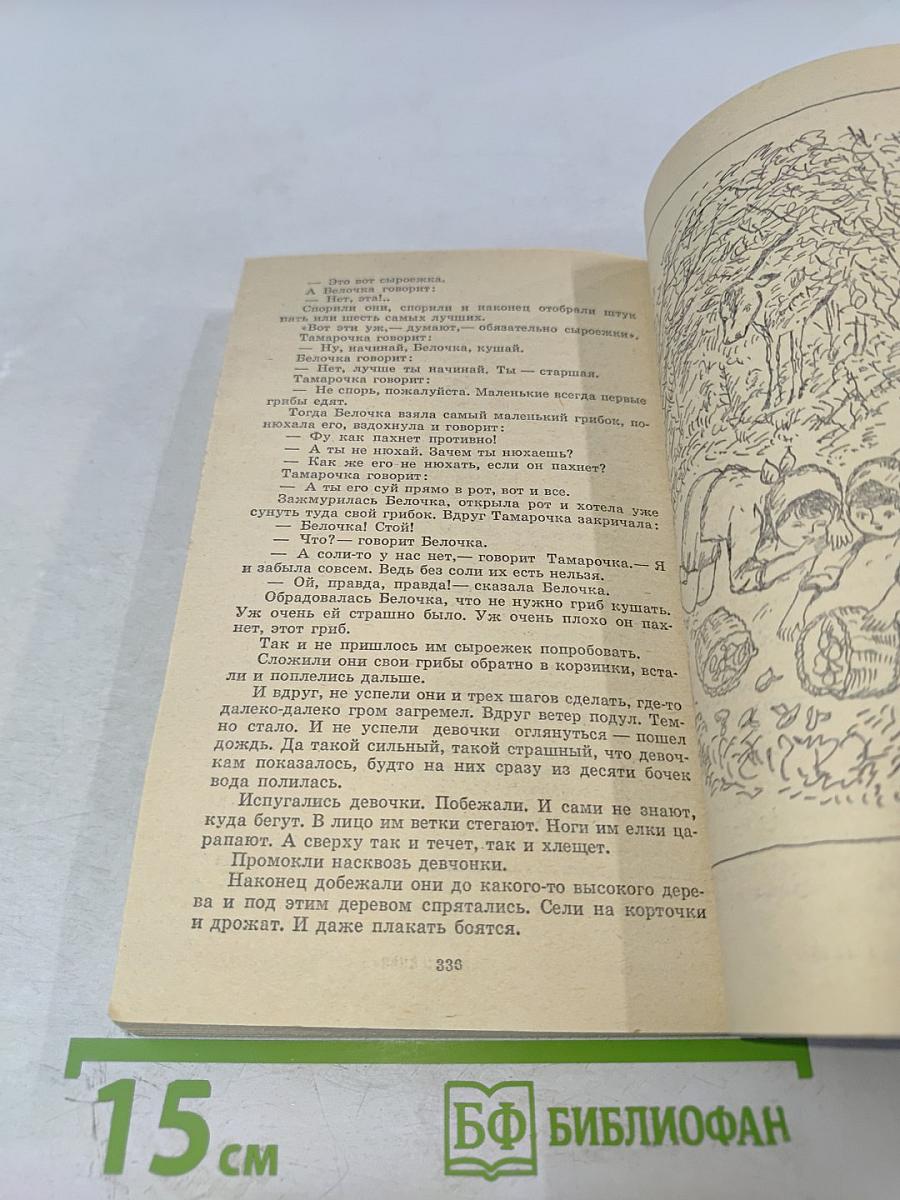 — Это вот сыроежка.
А Белочка говорит:
— Нет, эта!..
Спорили они, спорили и наконец отобрали штук
пять или шесть самых лучших.
«Вот эти уж,— думают,— обязательно сыроежки».
Тамарочка говорит:
— Ну, начинай, Белочка, кушай.
Белочка говорит:
— Нет, лучше ты начинай. Ты — старшая.
Тамарочка говорит:
— Не спорь, пожалуйста. Маленькие всегда первые
грибы едят.
Тогда Белочка взяла самый маленький грибок, по-
нюхала его, вздохнула и говорит:
— Фу как пахнет противно!
— А ты не нюхай. Зачем ты нюхаешь?
— Как же его не нюхать, если он пахнет?
Тамарочка говорит:
— А ты его суй прямо в рот, вот и все.
Зажмурилась Белочка, открыла рот и хотела уже
сунуть туда свой грибок. Вдруг Тамарочка закричала:
— Белочка! Стой!
— Что?— говорит Белочка.
— А соли-то у нас нет,— говорит Тамарочка.— Я
и забыла совсем. Ведь без соли их есть нельзя.
— Ой, правда, правда!— сказала Белочка.
Обрадовалась Белочка, что не нужно гриб кушать.
Уж очень ей страшно было. Уж очень плохо он пах-
нет, этот гриб.
Так и не пришлось им сыроежек попробовать.
Сложили они свои грибы обратно в корзинки, вста-
ли и поплелись дальше.
И вдруг, не успели они и трех шагов сделать, где-то
далеко-далеко гром загремел. Вдруг ветер подул. Тем-
но стало. И не успели девочки оглянуться — пошел
дождь. Да такой сильный, такой страшный, что девоч-
кам показалось, будто на них сразу из десяти бочек
вода полилась.
Испугались девочки. Побежали. И сами не знают,
куда бегут. В лицо им ветки стегают. Ноги им елки ца-
рапают. А сверху так и течет, так и хлещет.
Промокли насквозь девчонки.
Наконец добежали они до какого-то высокого дере-
ва и под этим деревом спрятались. Сели на корточки
и дрожат. И даже плакать боятся.
336
15 см
БФ БИБЛИОФАН